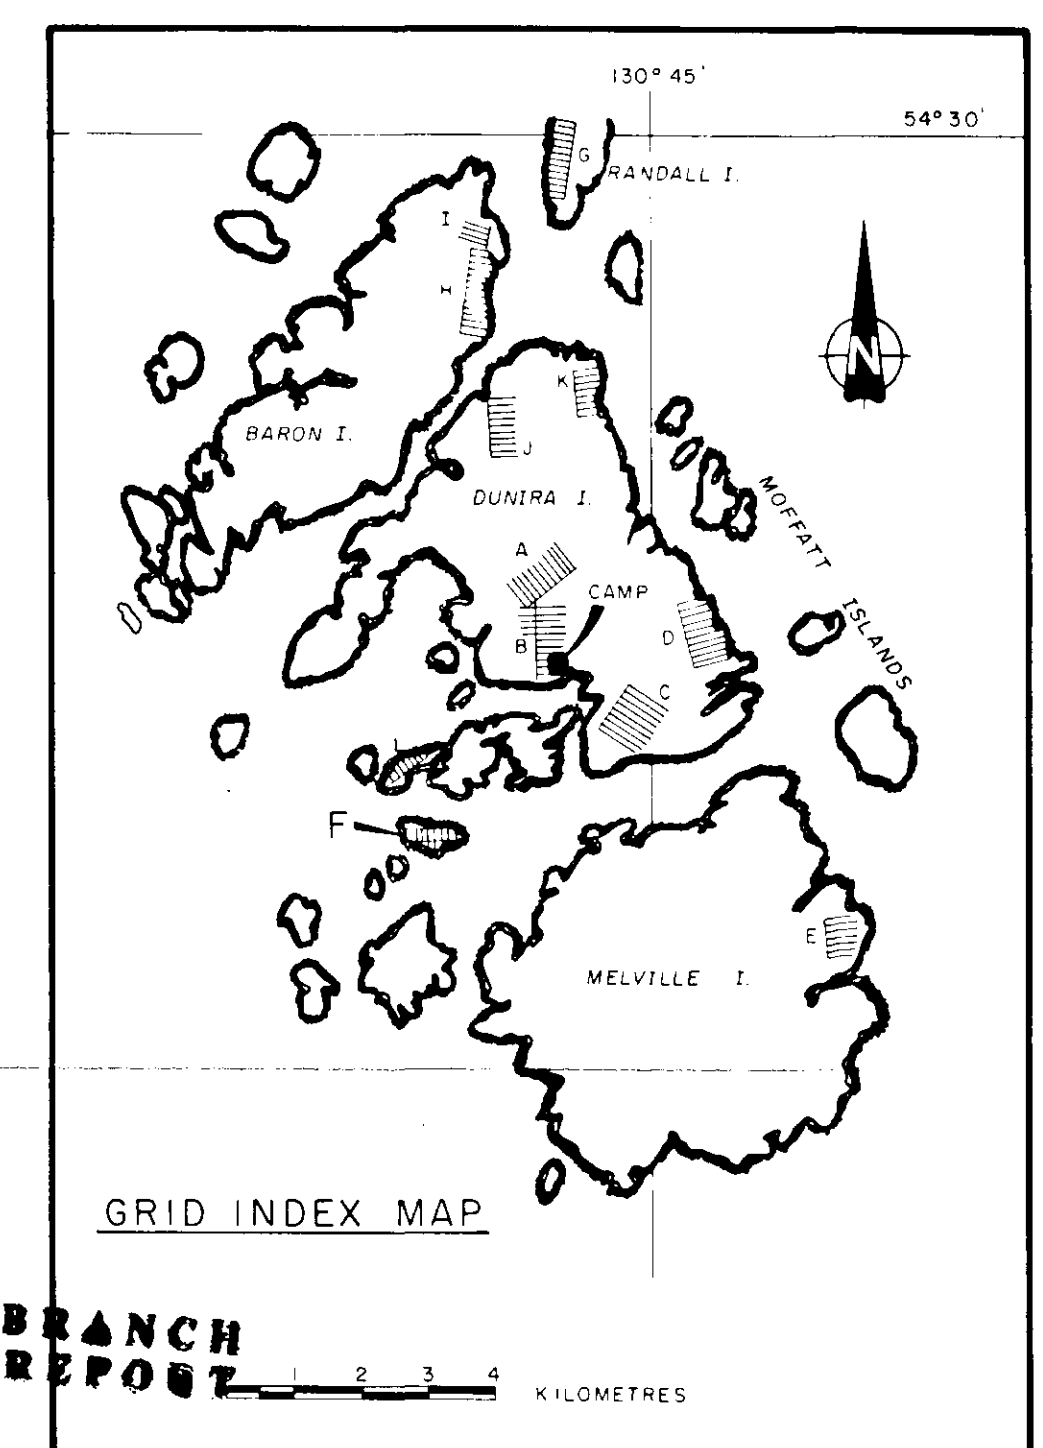 130° 45'
54° 30'
G
RANDALL I.
I
H
N
K
BARON I.
J
DUNIRA I.
MOFFATT ISLANDS
A
CAMP
B
D
C
L
F
E
MELVILLE I.
GRID INDEX MAP
BRANCH
REPORT
1 2 3 4
KILOMETRES